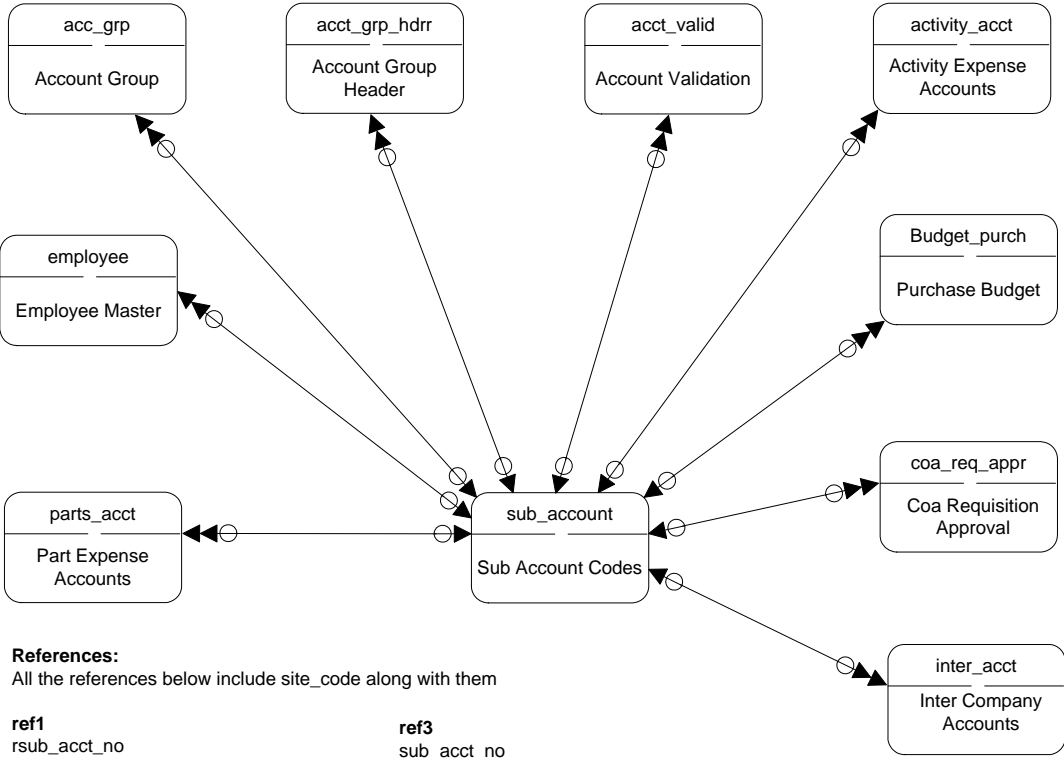 acc_grp
Account Group
acct_grp_hdrr
Account Group
Header
acct_valid
Account Validation
activity_acct
Activity Expense
Accounts
employee
Employee Master
Budget_purch
Purchase Budget
coa_req_appr
Coa Requisition
Approval
parts_acct
Part Expense
Accounts
sub_account
Sub Account Codes
inter_acct
Inter Company
Accounts
References:
All the references below include site_code along with them
ref1
rsub_acct_no
ref3
sub_acct_no